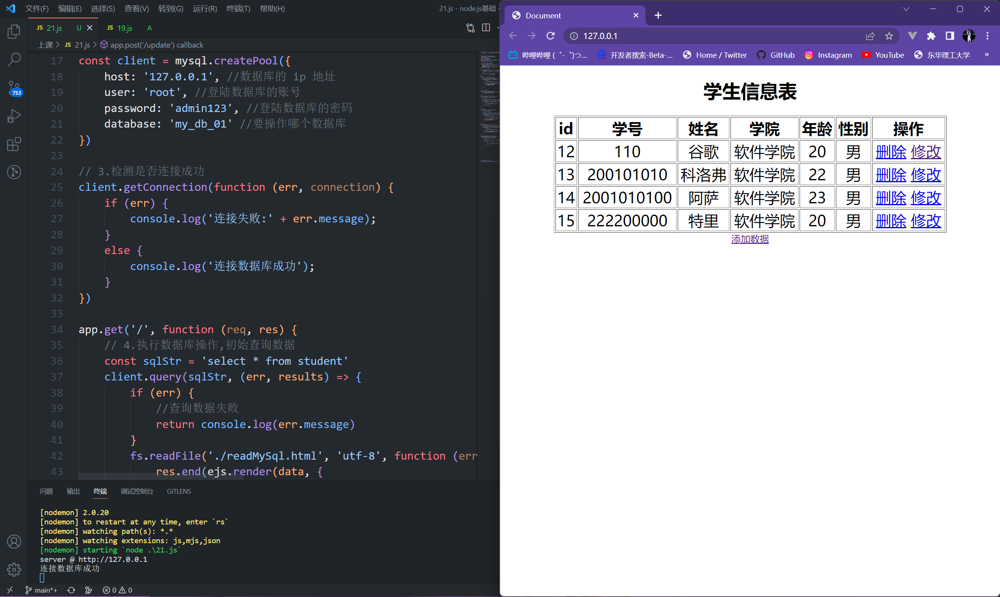 文件(F) 编辑(E) 选择(S) 查看(V) 转到(G) 运行(R) 终端(T) 帮助(H) 21.js - node.js基础 -
JS 21.js U JS 19.js A
上课 JS 21.js app.post('/update') callback
753
17 const client = mysql.createPool({
18 host: '127.0.0.1', //数据库的 ip 地址
19 user: 'root', //登陆数据库的账号
20 password: 'admin123', //登陆数据库的密码
21 database: 'my_db_01' //要操作哪个数据库
22 })
23
24 // 3.检测是否连接成功
25 client.getConnection(function (err, connection) {
26 if (err) {
27 console.log('连接失败:' + err.message);
28 }
29 else {
30 console.log('连接数据库成功');
31 }
32 })
33
34 app.get('/', function (req, res) {
35 // 4.执行数据库操作,初始查询数据
36 const sqlStr = 'select * from student'
37 client.query(sqlStr, (err, results) => {
38 if (err) {
39 //查询数据失败
40 return console.log(err.message)
41 }
42 fs.readFile('./readMySql.html', 'utf-8', function (err
43 res.end(ejs.render(data, {
问题 输出 终端 调试控制台 GITLENS
[nodemon] 2.0.20
[nodemon] to restart at any time, enter `rs`
[nodemon] watching path(s): *.*
[nodemon] watching extensions: js,mjs,json
[nodemon] starting `node .\21.js`
server @ http://127.0.0.1
连接数据库成功
main*+ 0 0
Document
127.0.0.1
哔哩哔哩 (゜-゜)つ... 开发者搜索-Beta-... Home / Twitter GitHub Instagram YouTube 东华理工大学 »
学生信息表
id 学号 姓名 学院 年龄 性别 操作
12 110 谷歌 软件学院 20 男 删除 修改
13 200101010 科洛弗 软件学院 22 男 删除 修改
14 2001010100 阿萨 软件学院 23 男 删除 修改
15 222200000 特里 软件学院 20 男 删除 修改
添加数据